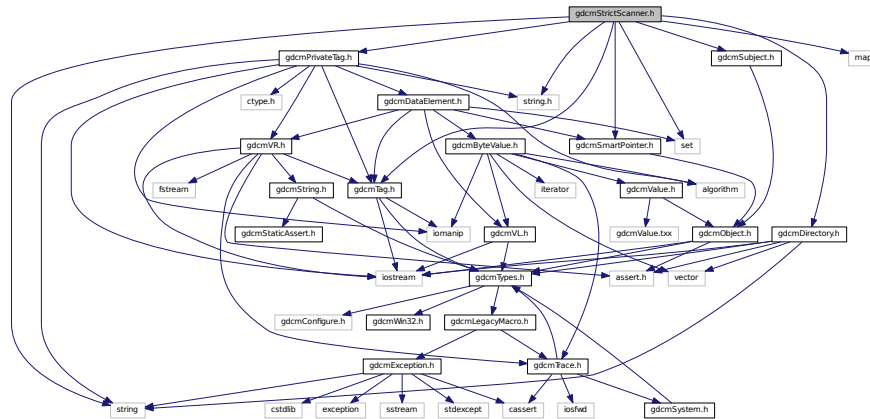 gdcmStrictScanner.h
gdcmPrivateTag.h
gdcmSubject.h
map
ctype.h
gdcmDataElement.h
string.h
gdcmVR.h
gdcmByteValue.h
gdcmSmartPointer.h
set
fstream
gdcmString.h
gdcmTag.h
iterator
gdcmValue.h
algorithm
gdcmStaticAssert.h
iomanip
gdcmVL.h
gdcmValue.txx
gdcmObject.h
gdcmDirectory.h
iostream
gdcmTypes.h
assert.h
vector
gdcmConfigure.h
gdcmWin32.h
gdcmLegacyMacro.h
gdcmException.h
gdcmTrace.h
string
cstdlib
exception
sstream
stdexcept
cassert
iosfwd
gdcmSystem.h